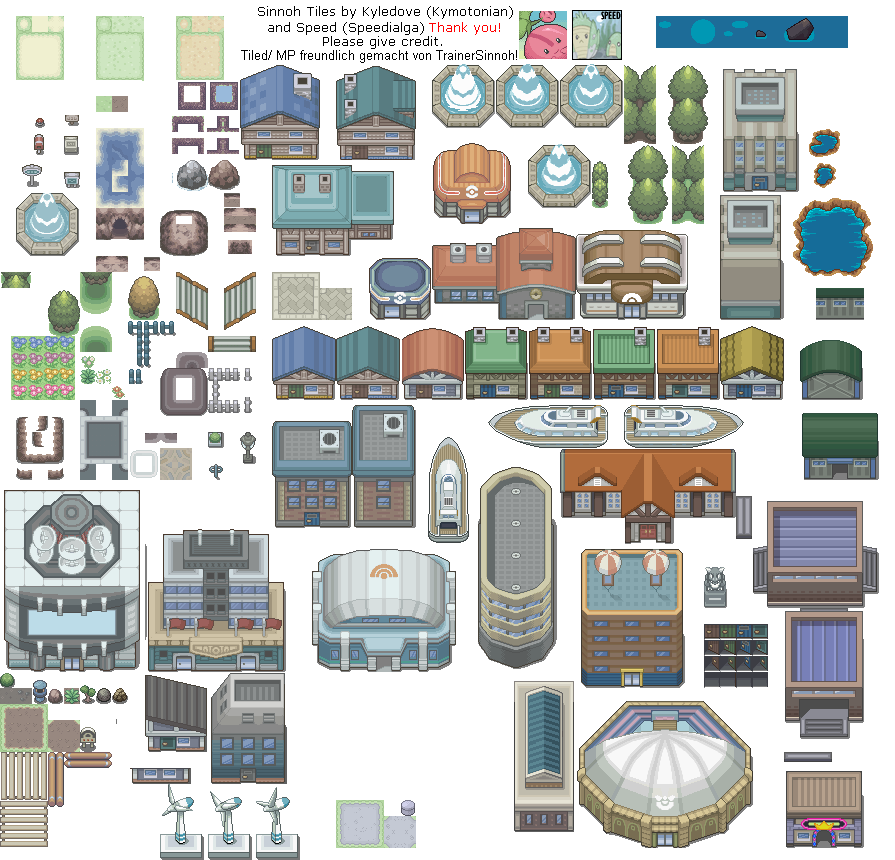 Sinnoh Tiles by Kyledove (Kymotonian)
and Speed (Speedialga) Thank you!
Please give credit.
Tiled/ MP freundlich gemacht von TrainerSinnoh!
SPEED